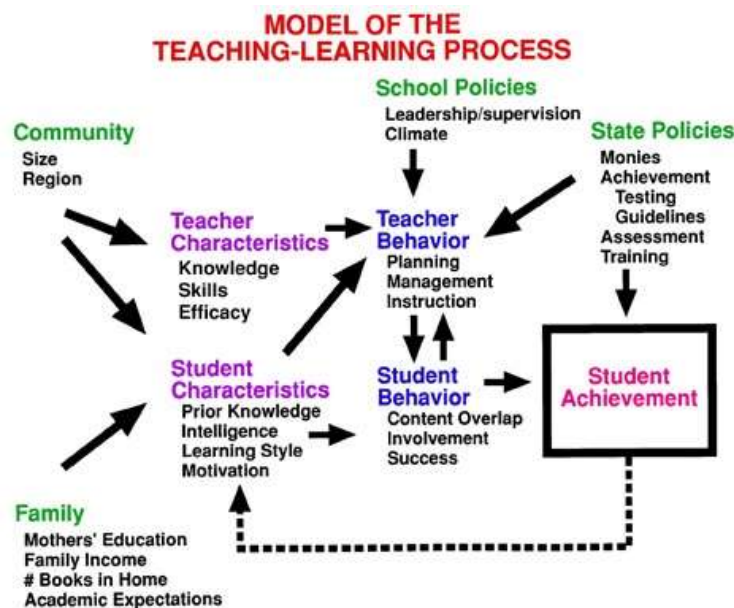 MODEL OF THE
TEACHING-LEARNING PROCESS
School Policies
Leadership/supervision
Climate
Community
Size
Region
State Policies
Monies
Achievement
Testing
Guidelines
Assessment
Training
Teacher
Characteristics
Knowledge
Skills
Efficacy
Teacher
Behavior
Planning
Management
Instruction
Student
Characteristics
Prior Knowledge
Intelligence
Learning Style
Motivation
Student
Behavior
Content Overlap
Involvement
Success
Student
Achievement
Family
Mothers' Education
Family Income
# Books in Home
Academic Expectations